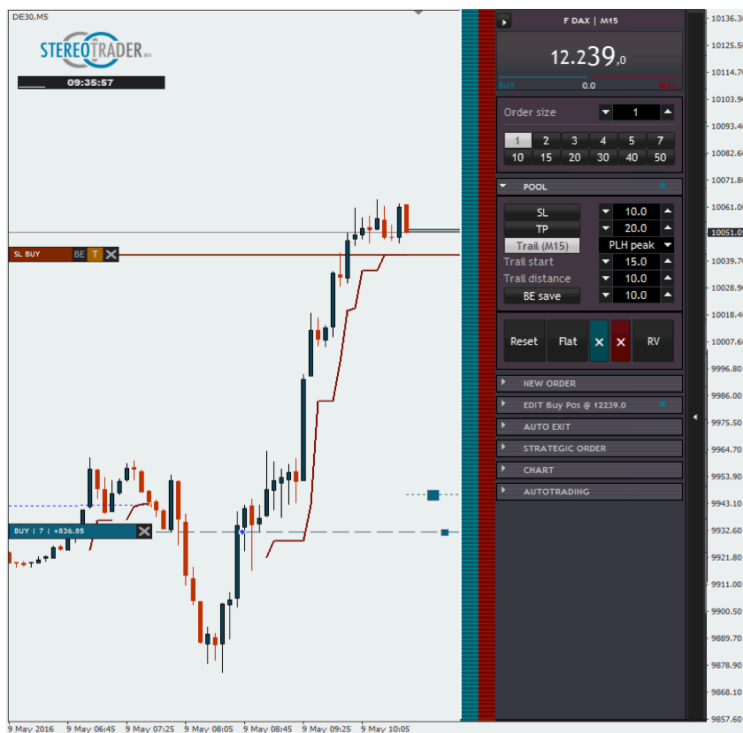 DE30,M5
STEREOTRADER
09:35:57
SL BUY BE T
BUY | 7 | +836.85
9 May 2016 9 May 06:45 9 May 07:25 9 May 08:05 9 May 08:45 9 May 09:25 9 May 10:05
F DAX | M15
12.239,0
BUY 0.0 SELL
Order size 1
1 2 3 4 5 7
10 15 20 30 40 50
POOL
SL 10.0
TP 20.0
Trail (M15) PLH peak
Trail start 15.0
Trail distance 10.0
BE save 10.0
Reset Flat × × RV
NEW ORDER
EDIT Buy Pos @ 12239.0
AUTO EXIT
STRATEGIC ORDER
CHART
AUTOTRADING
10136.30
10125.50
10114.70
10103.90
10093.40
10082.60
10071.80
10061.00
10051.0
10039.70
10028.90
10018.40
10007.60
9996.80
9986.00
9975.50
9964.70
9953.90
9943.10
9932.60
9921.80
9911.00
9900.50
9889.70
9878.90
9868.10
9857.60